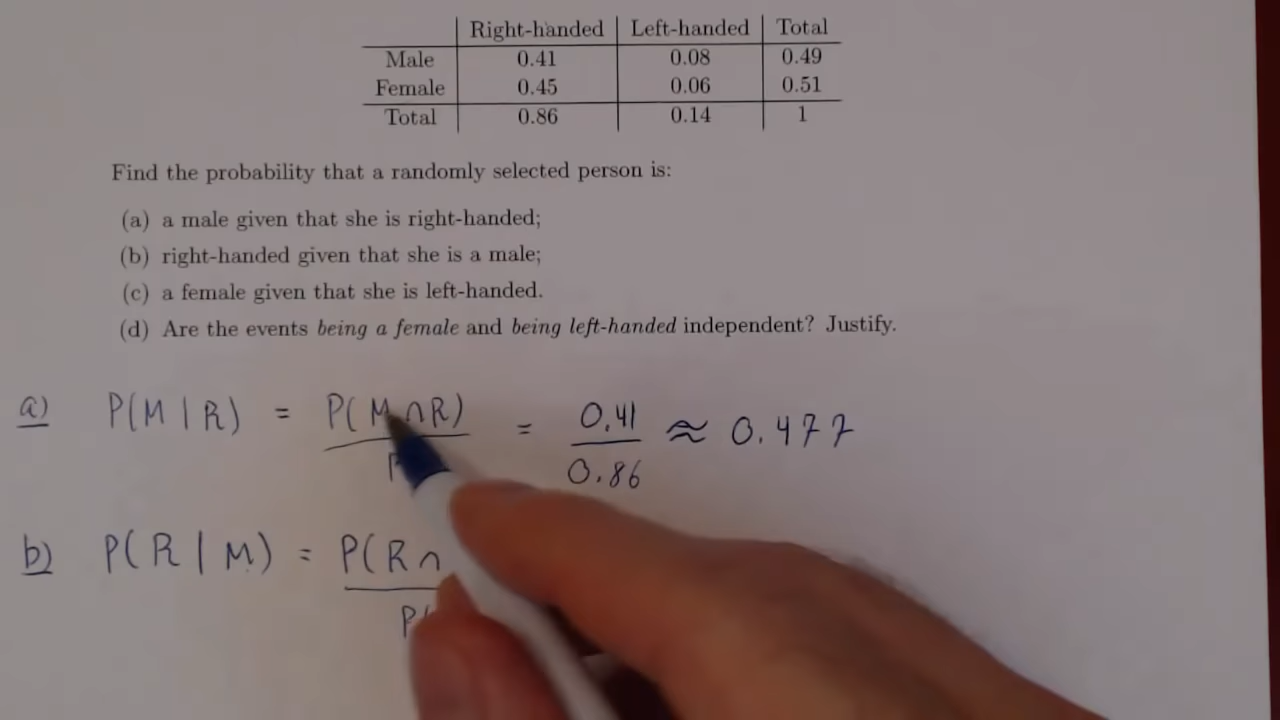 Right-handed Left-handed Total
Male 0.41 0.08 0.49
Female 0.45 0.06 0.51
Total 0.86 0.14 1
Find the probability that a randomly selected person is:
(a) a male given that she is right-handed;
(b) right-handed given that she is a male;
(c) a female given that she is left-handed.
(d) Are the events being a female and being left-handed independent? Justify.
a) P(M | R) = P(M ∩ R) = 0.41 ≈ 0.477
0.86
b) P(R | M) = P(R ∩
P(